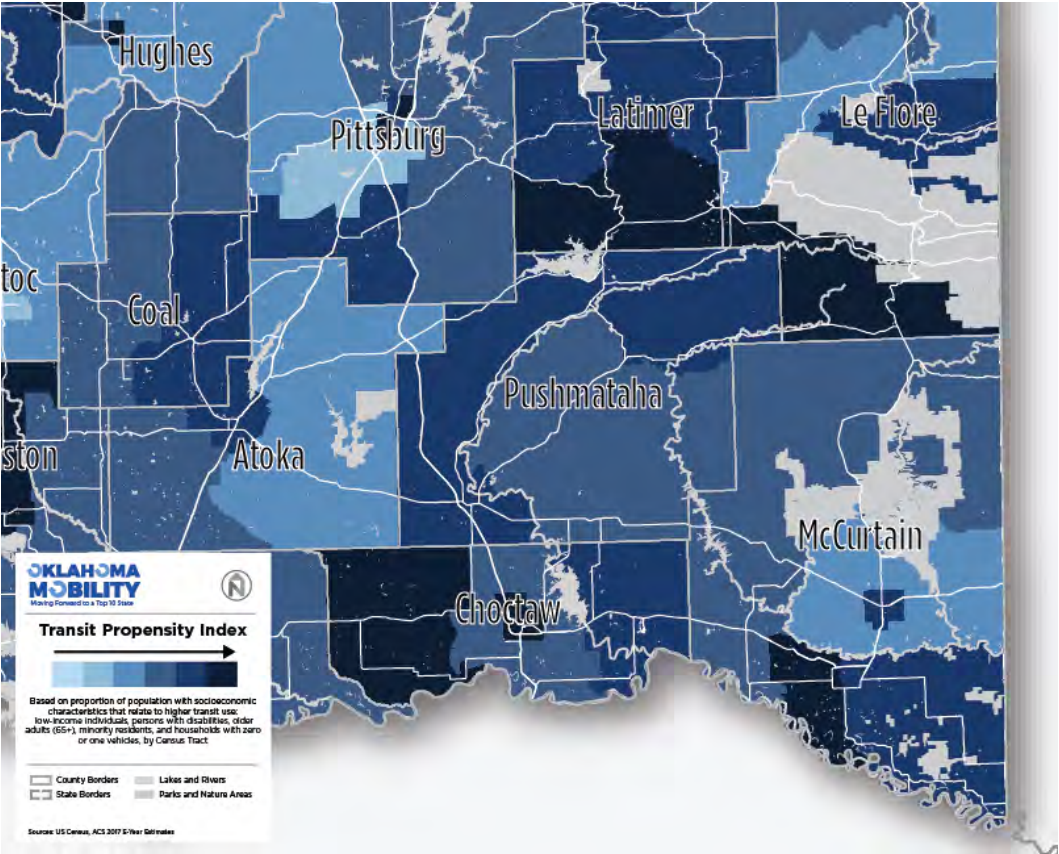 Hughes
Pittsburg
Latimer
Le Flore
toc
Coal
Pushmataha
ston
Atoka
McCurtain
Choctaw
OKLAHOMA
MOBILITY
Moving Forward to a Top 10 State
N
Transit Propensity Index
Based on proportion of population with socioeconomic
characteristics that relate to higher transit use:
low-income individuals, persons with disabilities, older
adults (65+), minority residents, and households with zero
or one vehicles, by Census Tract
County Borders
Lakes and Rivers
State Borders
Parks and Nature Areas
Sources: US Census, ACS 2017 5-Year Estimates